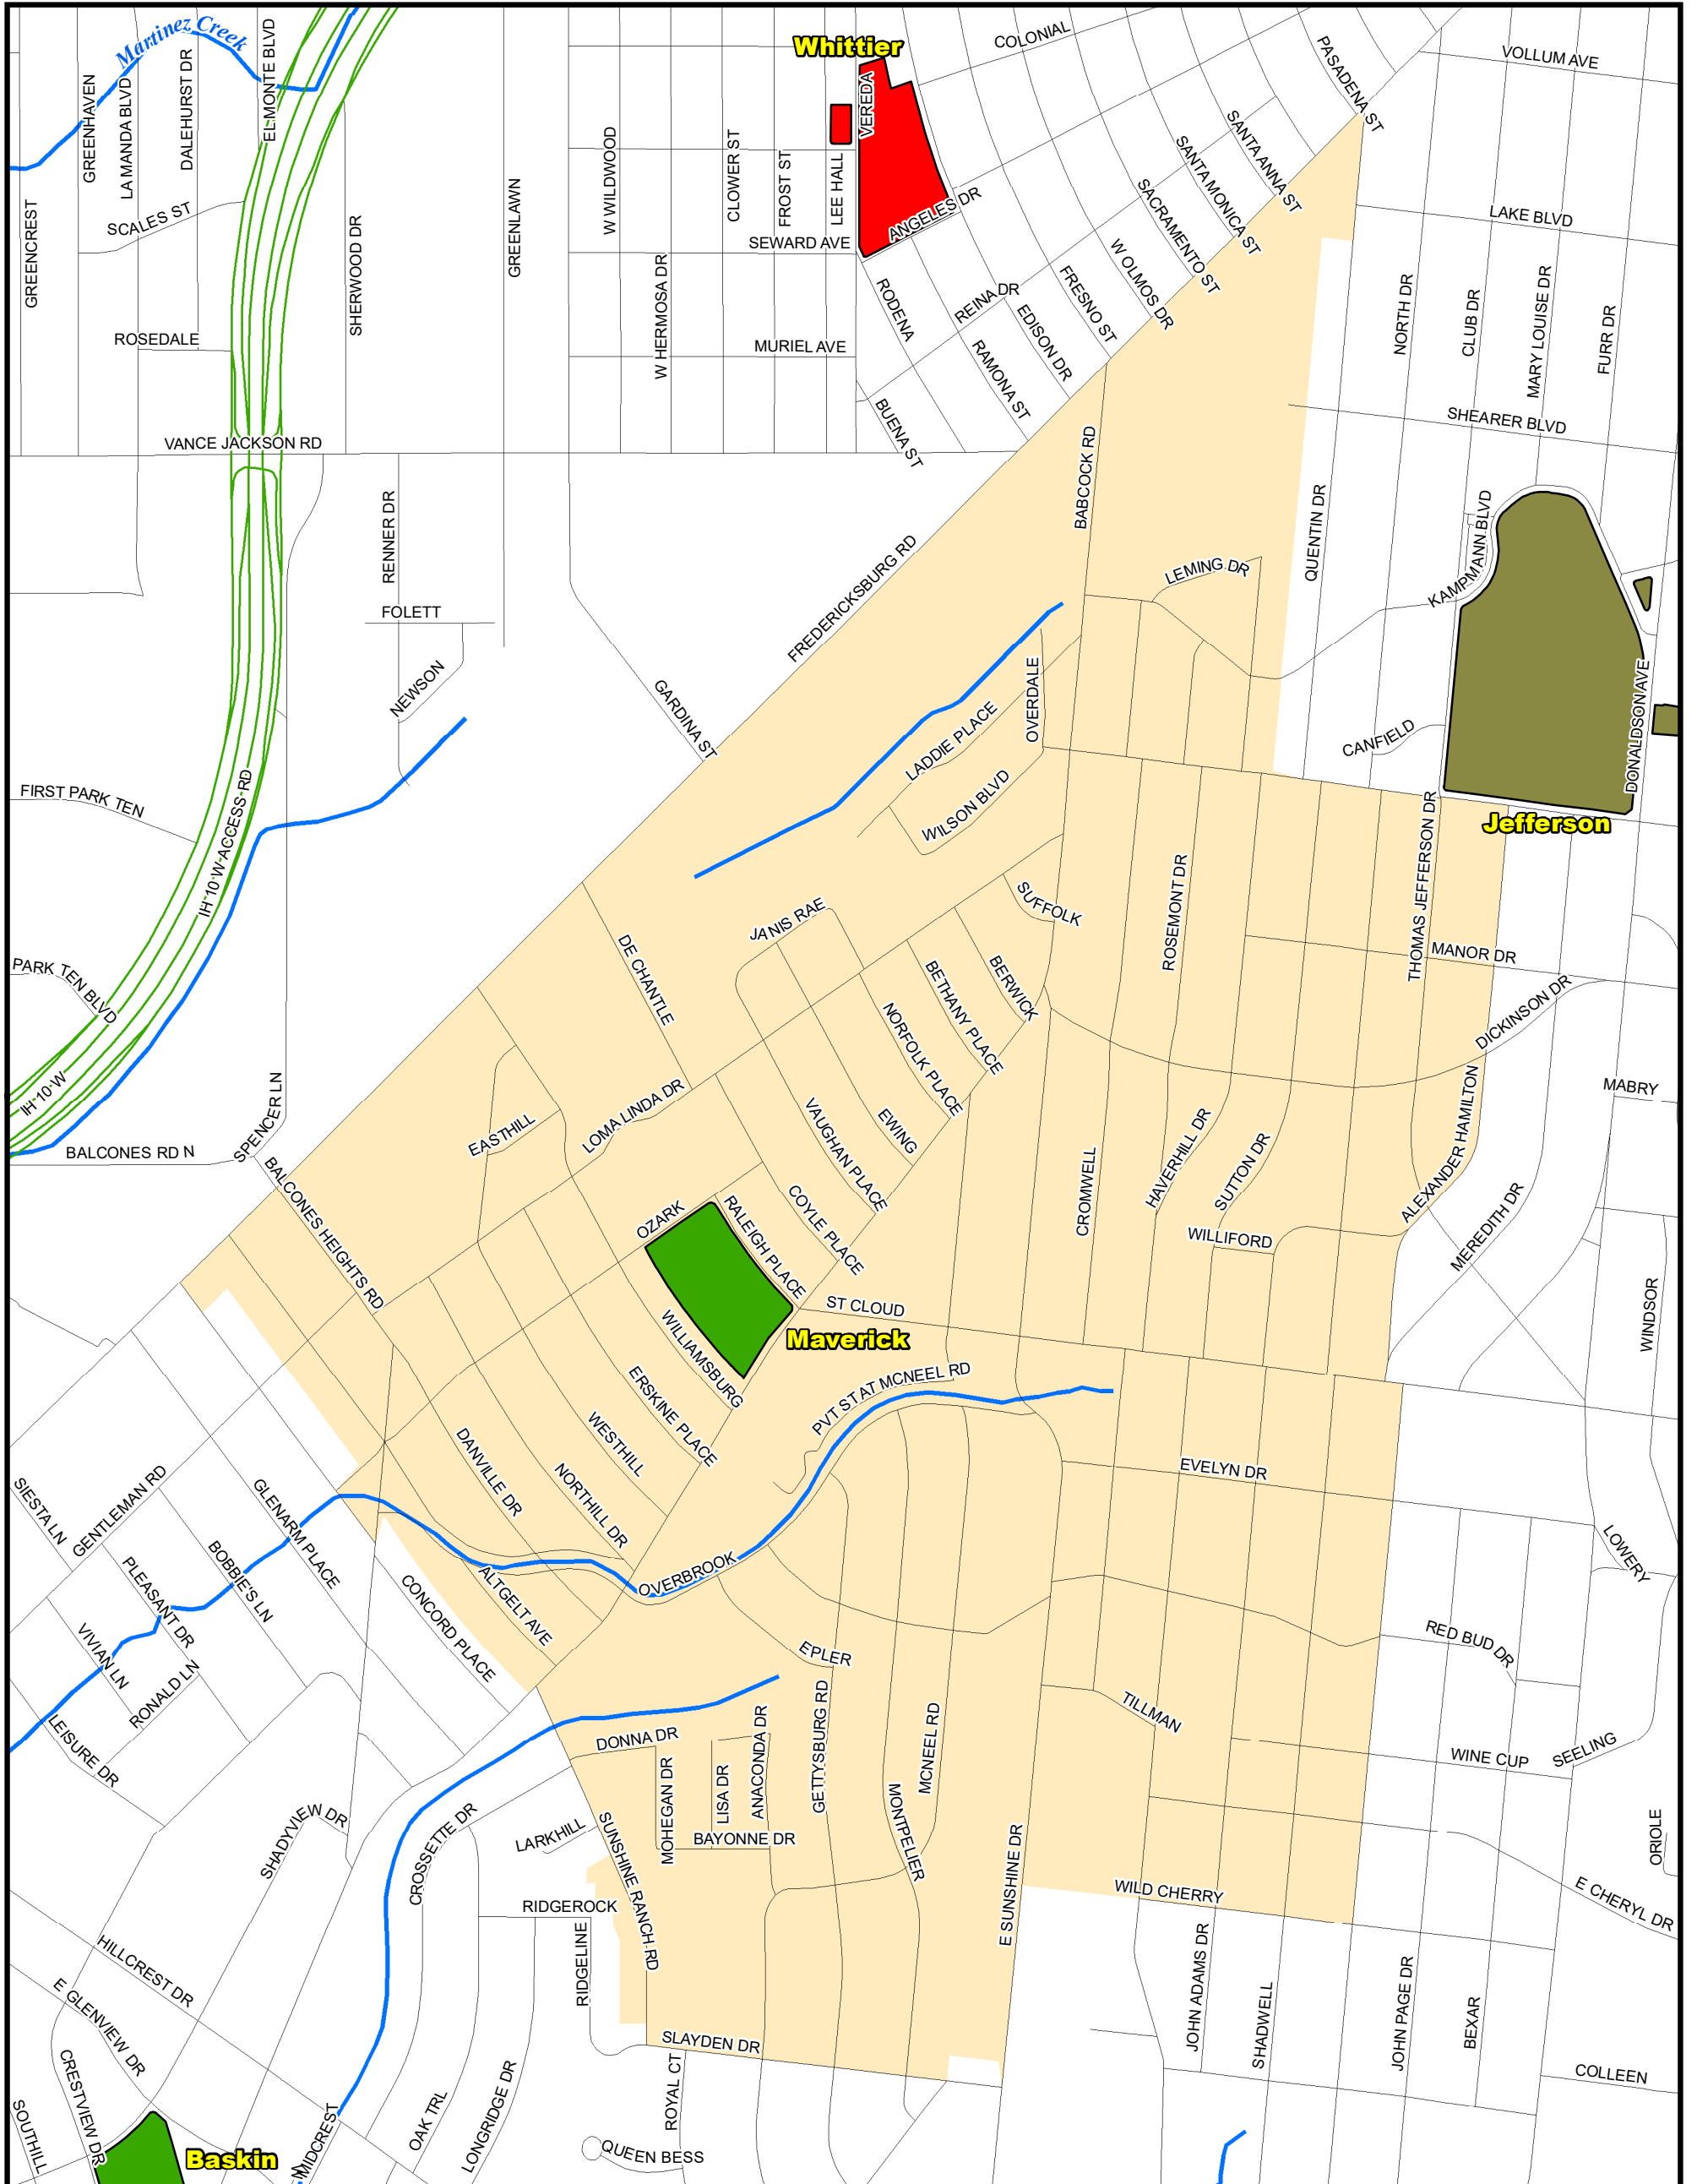 Martinez Creek
GREENHAVEN
LAMANDA BLVD
DALEHURST DR
EL MONTE BLVD
Whittier
VEREDA
COLONIAL
PASADENA ST
VOLLUM AVE
GREENCREST
SCALES ST
SHERWOOD DR
GREENLAWN
W WILDWOOD
CLOWER ST
FROST ST
LEE HALL
ANGELES DR
SEWARD AVE
SANTA ANNA ST
SANTA MONICA ST
SACRAMENTO ST
W OLMOS DR
FRESNO ST
EDISON DR
REINA DR
RODENA
RAMONA ST
LAKE BLVD
NORTH DR
CLUB DR
MARY LOUISE DR
FURR DR
ROSEDALE
W HERMOSA DR
MURIEL AVE
BUENA ST
SHEARER BLVD
VANCE JACKSON RD
RENNER DR
BABCOCK RD
QUENTIN DR
KAMPMANN BLVD
FOLETT
NEWSON
FREDERICKSBURG RD
LEMING DR
GARDINA ST
OVERDALE
LADDIE PLACE
WILSON BLVD
CANFIELD
DONALDSON AVE
Jefferson
FIRST PARK TEN
IH 10 W ACCESS RD
THOMAS JEFFERSON DR
ROSEMONT DR
SUFFOLK
JANIS RAE
DE CHANTLE
BERWICK
BETHANY PLACE
NORFOLK PLACE
MANOR DR
DICKINSON DR
PARK TEN BLVD
IH 10 W
SPENCER LN
BALCONES RD N
EASTHILL
LOMA LINDA DR
VAUGHAN PLACE
EWING
MABRY
ALEXANDER HAMILTON
HAVERHILL DR
SUTTON DR
CROMWELL
WILLIFORD
MEREDITH DR
WINDSOR
BALCONES HEIGHTS RD
OZARK
RALEIGH PLACE
COYLE PLACE
ST CLOUD
Maverick
WILLIAMSBURG
ERSKINE PLACE
WESTHILL
NORTHILL DR
DANVILLE DR
PVT ST AT MCNEEL RD
EVELYN DR
SIESTA LN
GENTLEMAN RD
GLENARM PLACE
BOBBIE'S LN
PLEASANT DR
VIVIAN LN
RONALD LN
LEISURE DR
CONCORD PLACE
ALTGELT AVE
OVERBROOK
EPLER
LOWERY
RED BUD DR
TILLMAN
WINE CUP
SEELING
DONNA DR
MOHEGAN DR
LISA DR
ANACONDA DR
GETTYSBURG RD
MCNEEL RD
MONTPELIER
BAYONNE DR
SHADYVIEW DR
CROSSETTE DR
LARKHILL
SUNSHINE RANCH RD
RIDGEROCK
RIDGELINE
E SUNSHINE DR
WILD CHERRY
ORIOLE
E CHERYL DR
HILLCREST DR
E GLENVIEW DR
JOHN ADAMS DR
SHADWELL
JOHN PAGE DR
BEXAR
COLLEEN
SLAYDEN DR
ROYAL CT
CRESTVIEW DR
SOUTHILL
Baskin
MIDCREST
OAK TRL
LONGRIDGE DR
QUEEN BESS